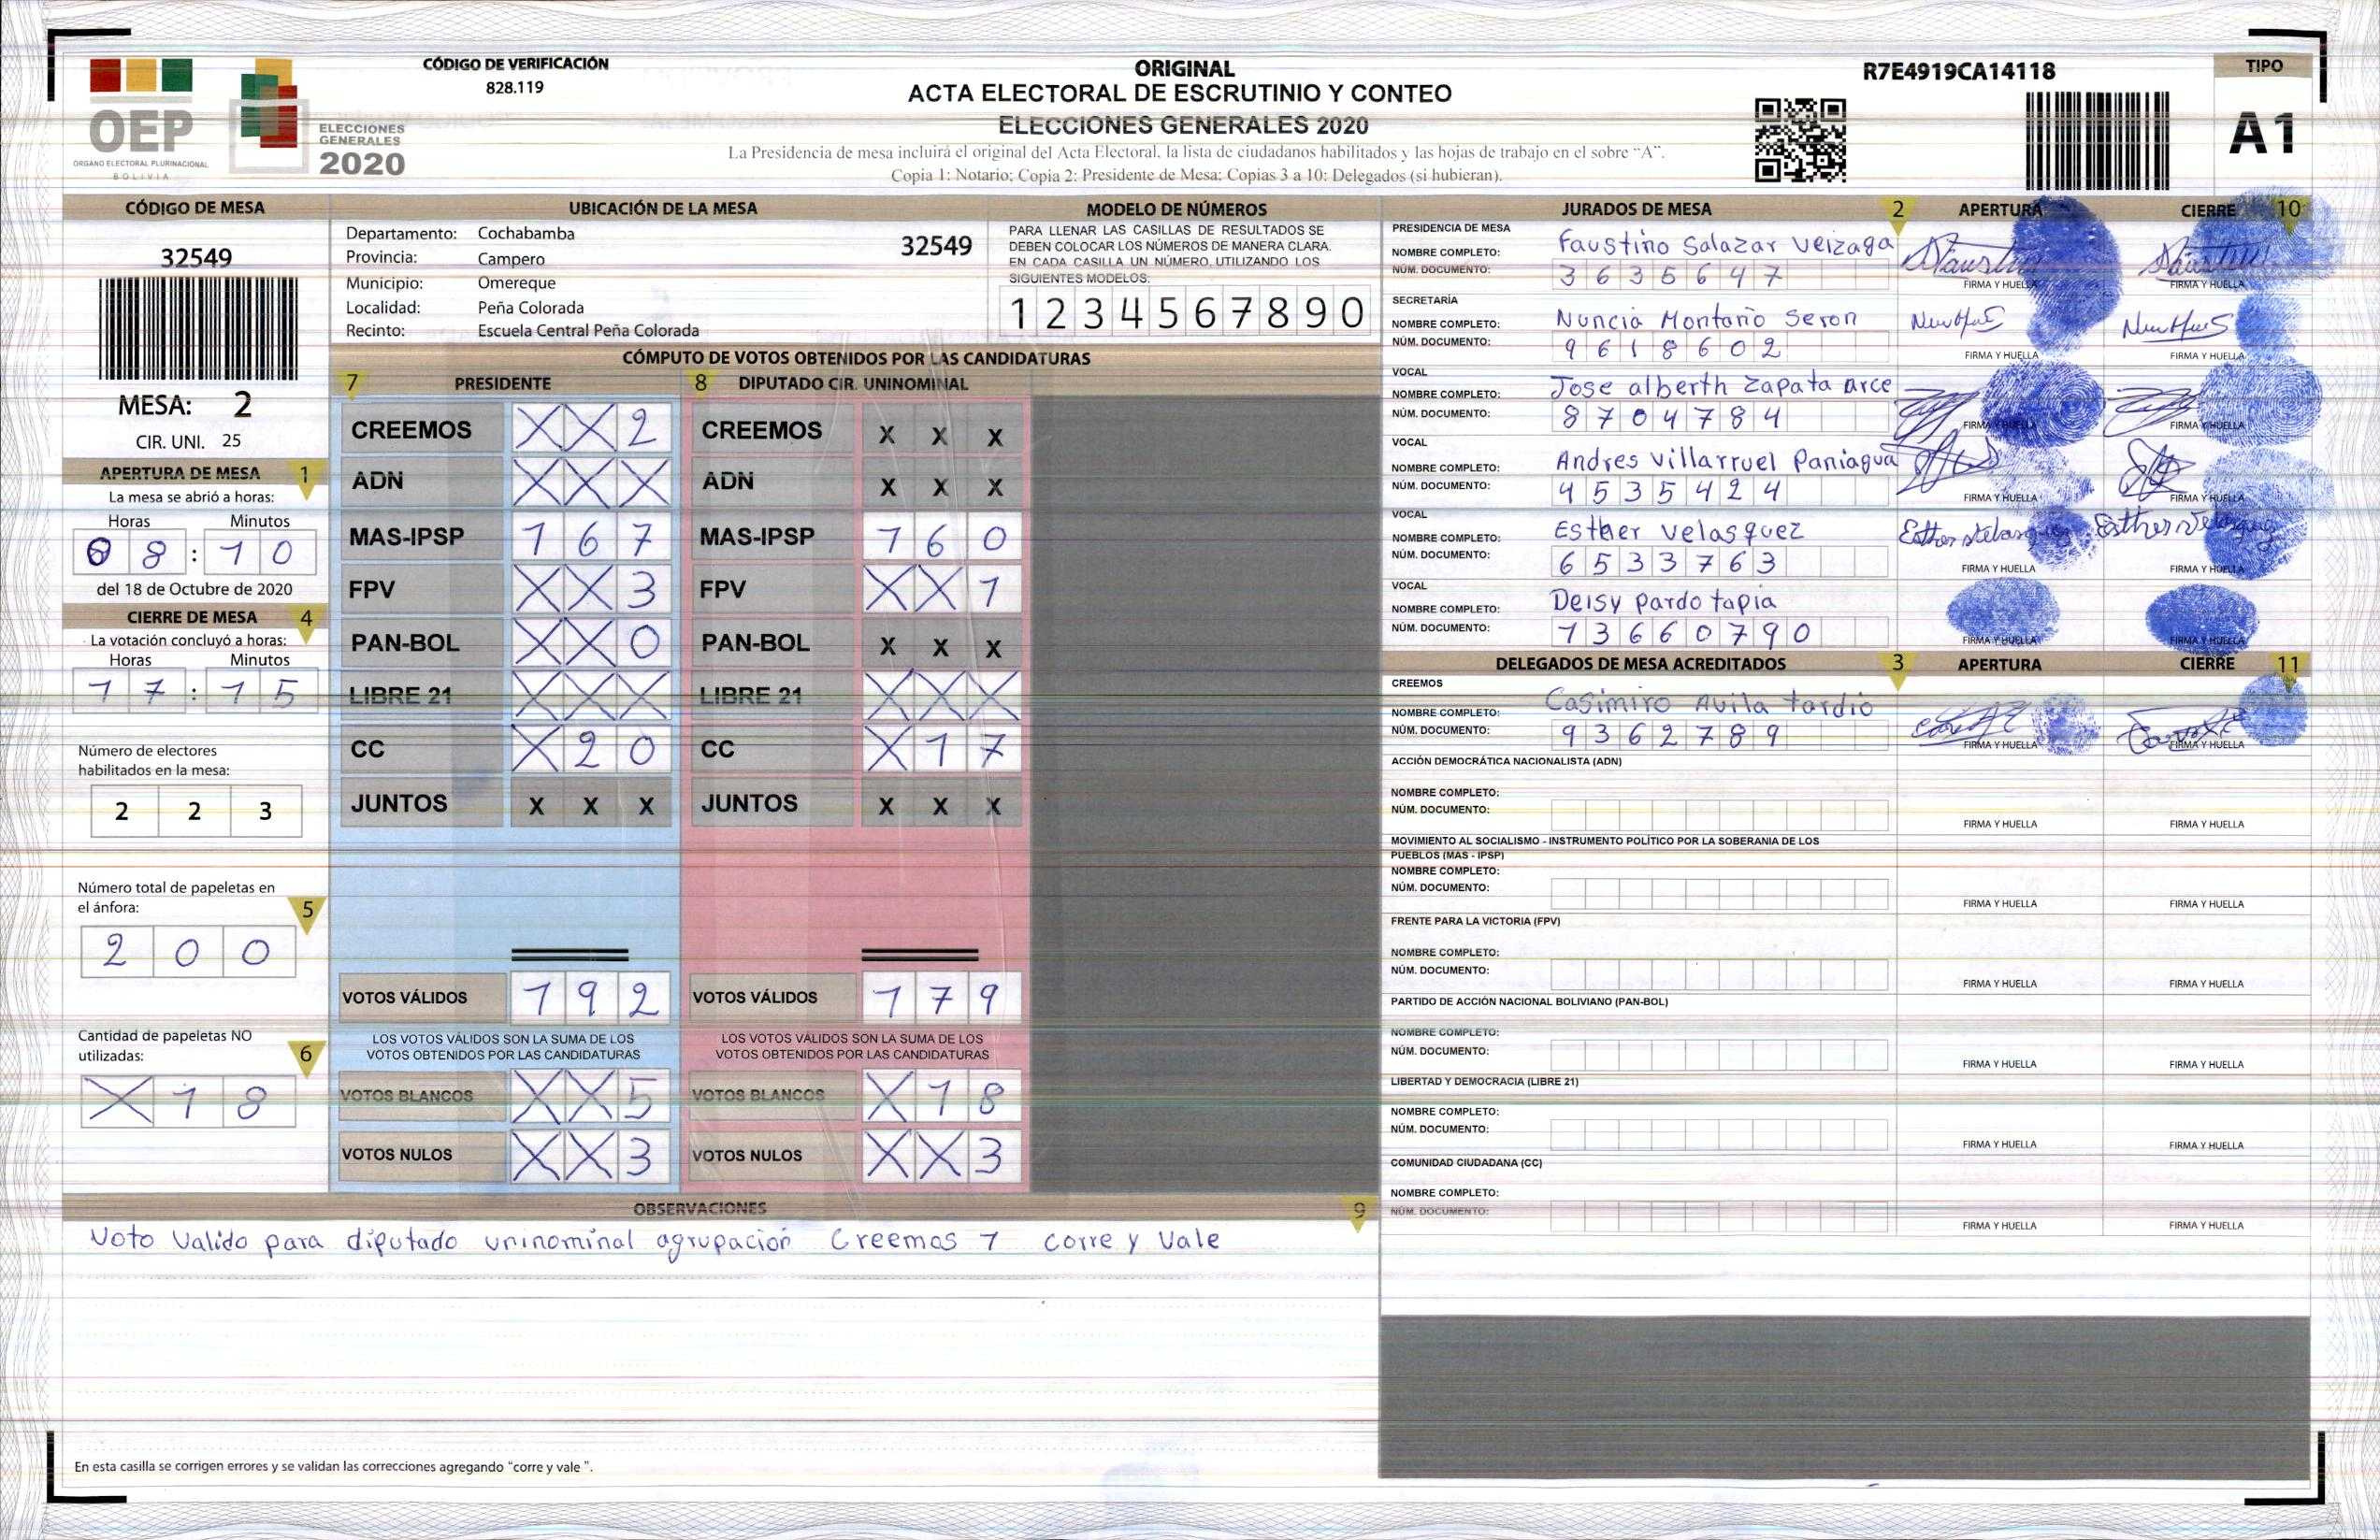 CÓDIGO DE VERIFICACIÓN
828.119
OEP
ORGANO ELECTORAL PLURINACIONAL
BOLIVIA
ELECCIONES
GENERALES
2020
ORIGINAL
ACTA ELECTORAL DE ESCRUTINIO Y CONTEO
ELECCIONES GENERALES 2020
La Presidencia de mesa incluirá el original del Acta Electoral, la lista de ciudadanos habilitados y las hojas de trabajo en el sobre "A".
Copia 1: Notario; Copia 2: Presidente de Mesa; Copias 3 a 10: Delegados (si hubieran).
R7E4919CA14118
TIPO
A1
CÓDIGO DE MESA
32549
MESA: 2
CIR. UNI. 25
APERTURA DE MESA 1
La mesa se abrió a horas:
Horas Minutos
08:10
del 18 de Octubre de 2020
CIERRE DE MESA 4
La votación concluyó a horas:
Horas Minutos
17:15
Número de electores
habilitados en la mesa:
2 2 3
Número total de papeletas en
el ánfora:
5
2 0 0
Cantidad de papeletas NO
utilizadas:
6
X 1 8
UBICACIÓN DE LA MESA
Departamento: Cochabamba
32549
Provincia: Campero
Municipio: Omereque
Localidad: Peña Colorada
Recinto: Escuela Central Peña Colorada
MODELO DE NÚMEROS
PARA LLENAR LAS CASILLAS DE RESULTADOS SE
DEBEN COLOCAR LOS NÚMEROS DE MANERA CLARA.
EN CADA CASILLA UN NÚMERO, UTILIZANDO LOS
SIGUIENTES MODELOS:
1 2 3 4 5 6 7 8 9 0
CÓMPUTO DE VOTOS OBTENIDOS POR LAS CANDIDATURAS
7 PRESIDENTE
8 DIPUTADO CIR. UNINOMINAL
CREEMOS X X 2 CREEMOS X X X
ADN X X X ADN X X X
MAS-IPSP 1 6 7 MAS-IPSP 1 6 0
FPV X X 3 FPV X X 1
PAN-BOL X X 0 PAN-BOL X X X
LIBRE 21 X X X LIBRE 21 X X X
CC X 2 0 CC X 1 7
JUNTOS X X X JUNTOS X X X
VOTOS VÁLIDOS 1 9 2 VOTOS VÁLIDOS 1 7 9
LOS VOTOS VÁLIDOS SON LA SUMA DE LOS
VOTOS OBTENIDOS POR LAS CANDIDATURAS
LOS VOTOS VÁLIDOS SON LA SUMA DE LOS
VOTOS OBTENIDOS POR LAS CANDIDATURAS
VOTOS BLANCOS X X 5 VOTOS BLANCOS X 1 8
VOTOS NULOS X X 3 VOTOS NULOS X X 3
OBSERVACIONES 9
Voto Valido para diputado uninominal agrupación Creemos 1 corre y Vale
En esta casilla se corrigen errores y se validan las correcciones agregando "corre y vale ".
JURADOS DE MESA 2 APERTURA CIERRE 10
PRESIDENCIA DE MESA
NOMBRE COMPLETO: Faustino Salazar Veizaga
NÚM. DOCUMENTO: 3635647
FIRMA Y HUELLA FIRMA Y HUELLA
SECRETARÍA
NOMBRE COMPLETO: Nuncia Montaño Seron
NÚM. DOCUMENTO: 9618602
FIRMA Y HUELLA FIRMA Y HUELLA
VOCAL
NOMBRE COMPLETO: Jose alberth Zapata arce
NÚM. DOCUMENTO: 8704784
FIRMA Y HUELLA FIRMA Y HUELLA
VOCAL
NOMBRE COMPLETO: Andres Villarruel Paniagua
NÚM. DOCUMENTO: 4535424
FIRMA Y HUELLA FIRMA Y HUELLA
VOCAL
NOMBRE COMPLETO: Esther Velasquez
NÚM. DOCUMENTO: 6533763
Esther Velasquez Esther Velasquez
FIRMA Y HUELLA FIRMA Y HUELLA
VOCAL
NOMBRE COMPLETO: Deisy pardo tapia
NÚM. DOCUMENTO: 13660790
FIRMA Y HUELLA FIRMA Y HUELLA
DELEGADOS DE MESA ACREDITADOS 3 APERTURA CIERRE 11
CREEMOS
NOMBRE COMPLETO: Casimiro Avila tardio
NÚM. DOCUMENTO: 9362789
FIRMA Y HUELLA FIRMA Y HUELLA
ACCIÓN DEMOCRÁTICA NACIONALISTA (ADN)
NOMBRE COMPLETO:
NÚM. DOCUMENTO:
FIRMA Y HUELLA FIRMA Y HUELLA
MOVIMIENTO AL SOCIALISMO - INSTRUMENTO POLÍTICO POR LA SOBERANIA DE LOS
PUEBLOS (MAS - IPSP)
NOMBRE COMPLETO:
NÚM. DOCUMENTO:
FIRMA Y HUELLA FIRMA Y HUELLA
FRENTE PARA LA VICTORIA (FPV)
NOMBRE COMPLETO:
NÚM. DOCUMENTO:
FIRMA Y HUELLA FIRMA Y HUELLA
PARTIDO DE ACCIÓN NACIONAL BOLIVIANO (PAN-BOL)
NOMBRE COMPLETO:
NÚM. DOCUMENTO:
FIRMA Y HUELLA FIRMA Y HUELLA
LIBERTAD Y DEMOCRACIA (LIBRE 21)
NOMBRE COMPLETO:
NÚM. DOCUMENTO:
FIRMA Y HUELLA FIRMA Y HUELLA
COMUNIDAD CIUDADANA (CC)
NOMBRE COMPLETO:
NÚM. DOCUMENTO:
FIRMA Y HUELLA FIRMA Y HUELLA